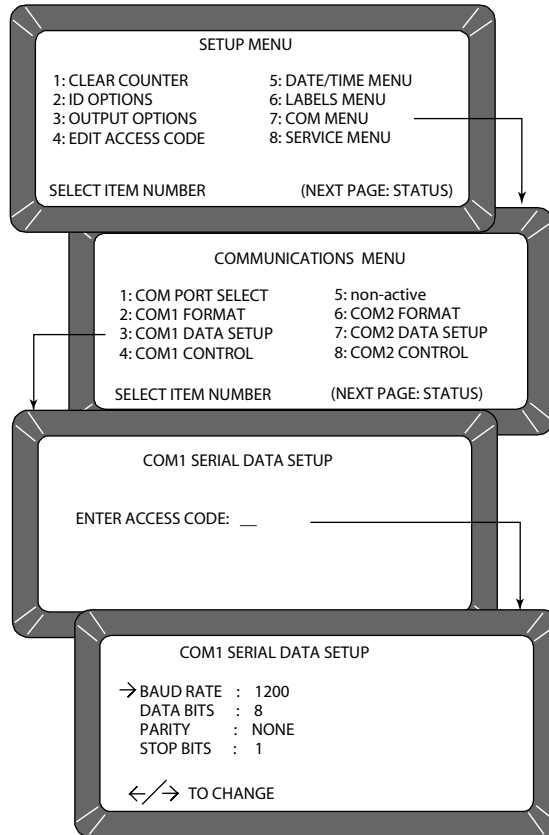 SETUP MENU
1: CLEAR COUNTER 5: DATE/TIME MENU
2: ID OPTIONS 6: LABELS MENU
3: OUTPUT OPTIONS 7: COM MENU
4: EDIT ACCESS CODE 8: SERVICE MENU
SELECT ITEM NUMBER (NEXT PAGE: STATUS)
COMMUNICATIONS MENU
1: COM PORT SELECT 5: non-active
2: COM1 FORMAT 6: COM2 FORMAT
3: COM1 DATA SETUP 7: COM2 DATA SETUP
4: COM1 CONTROL 8: COM2 CONTROL
SELECT ITEM NUMBER (NEXT PAGE: STATUS)
COM1 SERIAL DATA SETUP
ENTER ACCESS CODE: __
COM1 SERIAL DATA SETUP
→ BAUD RATE : 1200
DATA BITS : 8
PARITY : NONE
STOP BITS : 1
←/→ TO CHANGE